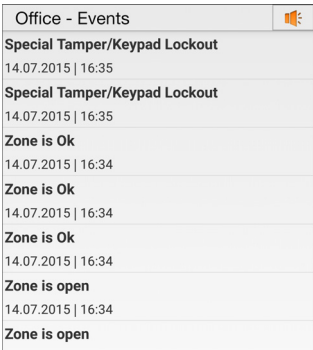 Office - Events
Special Tamper/Keypad Lockout
14.07.2015 | 16:35
Special Tamper/Keypad Lockout
14.07.2015 | 16:35
Zone is Ok
14.07.2015 | 16:34
Zone is Ok
14.07.2015 | 16:34
Zone is Ok
14.07.2015 | 16:34
Zone is open
14.07.2015 | 16:34
Zone is open